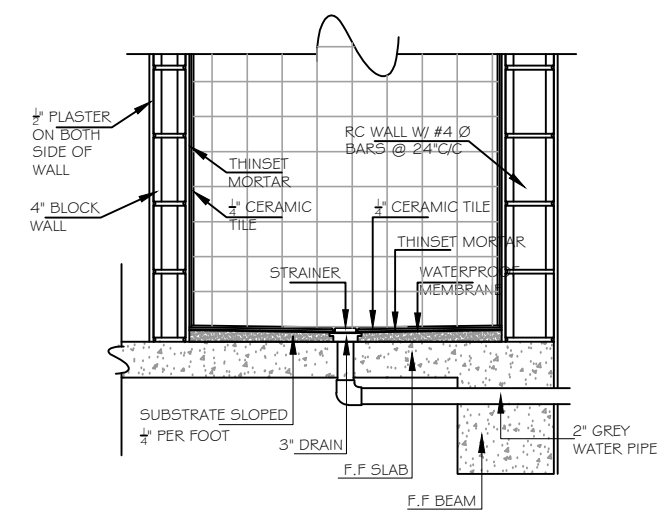 ½" PLASTER
ON BOTH
SIDE OF
WALL
RC WALL W/ #4 Ø
BARS @ 24"C/C
THINSET
MORTAR
4" BLOCK
WALL
¼" CERAMIC
TILE
¼" CERAMIC TILE
THINSET MORTAR
STRAINER
WATERPROOF
MEMBRANE
SUBSTRATE SLOPED
¼" PER FOOT
3" DRAIN
2" GREY
WATER PIPE
F.F SLAB
F.F BEAM